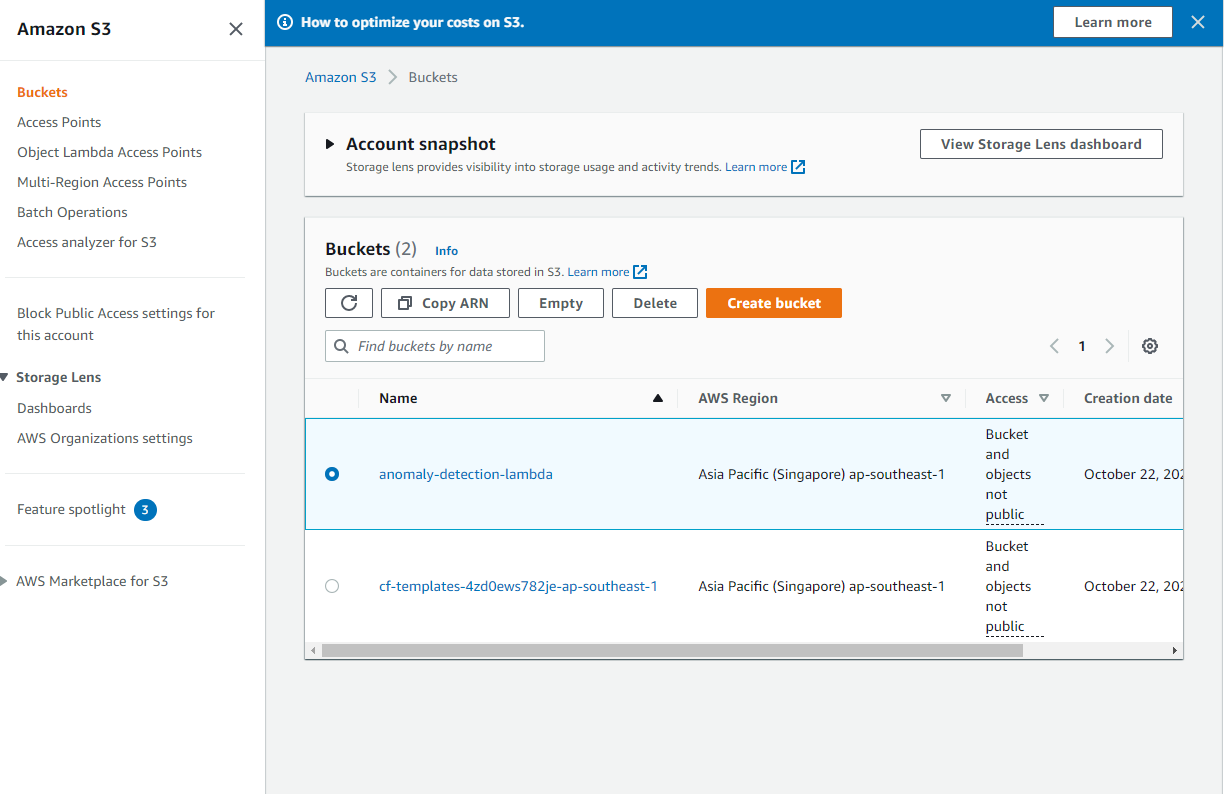 Amazon S3
Buckets
Access Points
Object Lambda Access Points
Multi-Region Access Points
Batch Operations
Access analyzer for S3
Block Public Access settings for
this account
Storage Lens
Dashboards
AWS Organizations settings
Feature spotlight 3
AWS Marketplace for S3
How to optimize your costs on S3. Learn more
Amazon S3 Buckets
Account snapshot
Storage lens provides visibility into storage usage and activity trends. Learn more
View Storage Lens dashboard
Buckets (2) Info
Buckets are containers for data stored in S3. Learn more
Copy ARN Empty Delete Create bucket
Find buckets by name
1
Name AWS Region Access Creation date
anomaly-detection-lambda
Asia Pacific (Singapore) ap-southeast-1
Bucket
and
objects
not
public
October 22, 202
cf-templates-4zd0ews782je-ap-southeast-1
Asia Pacific (Singapore) ap-southeast-1
Bucket
and
objects
not
public
October 22, 202